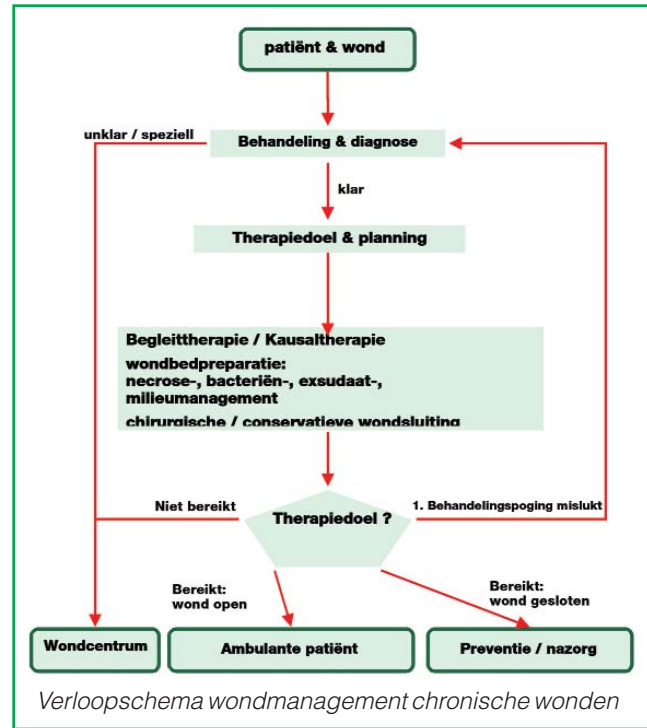 patiënt & wond
unklar / speziell
Behandeling & diagnose
klar
Therapiedoel & planning
Begleittherapie / Kausaltherapie
wondbedpreparatie:
necrose-, bacteriën-, exsudaat-,
milieumanagement
chirurgische / conservatieve wondsluiting
Niet bereikt
Therapiedoel ?
1. Behandelingspoging mislukt
Bereikt:
wond open
Bereikt:
wond gesloten
Wondcentrum
Ambulante patiënt
Preventie / nazorg
Verloopschema wondmanagement chronische wonden